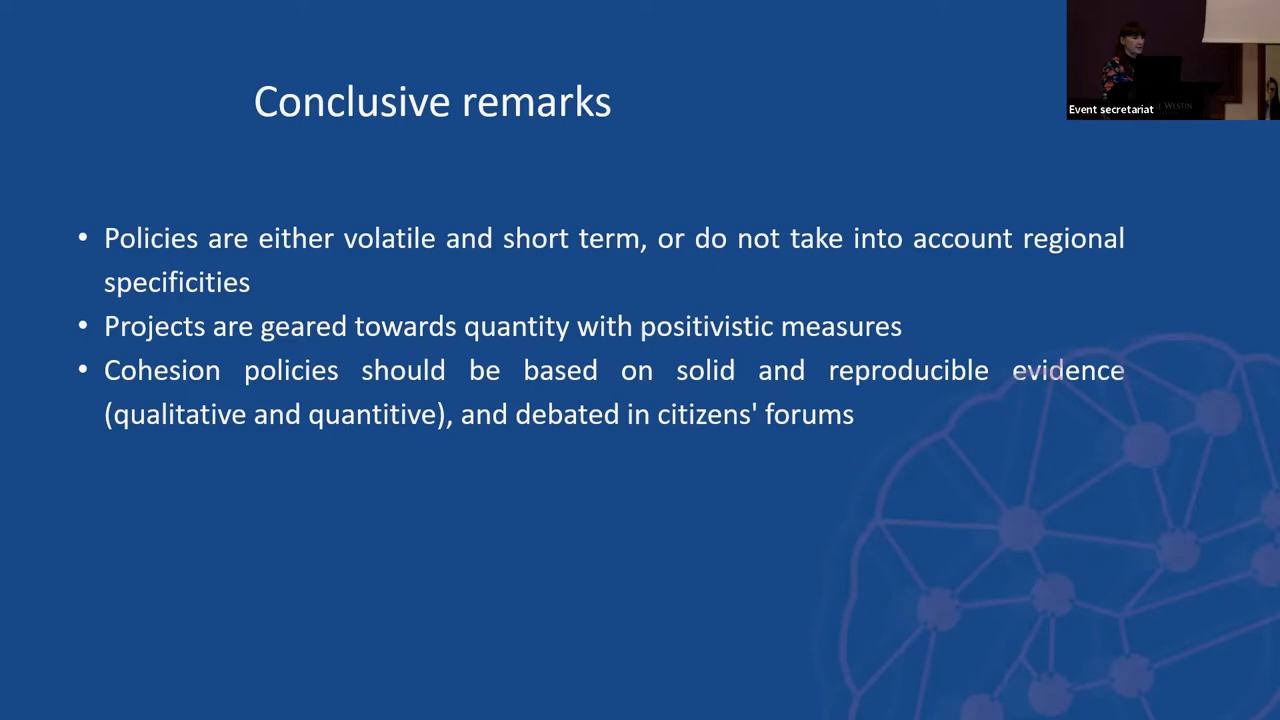 Conclusive remarks
Event secretariat
WESTIN
• Policies are either volatile and short term, or do not take into account regional
specificities
• Projects are geared towards quantity with positivistic measures
• Cohesion policies should be based on solid and reproducible evidence
(qualitative and quantitive), and debated in citizens' forums